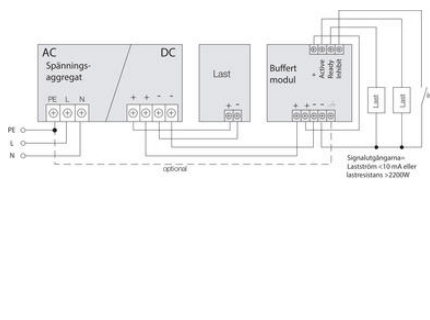 AC
DC
Spännings-
aggregat
PE L N
+ + - -
Last
+ -
Buffert
modul
+
Active
Ready
Inhibit
+ + - -
Last
Last
PE
L
N
optional
Signalutgångarna=
Lastström <10 mA eller
lastresistans >2200W